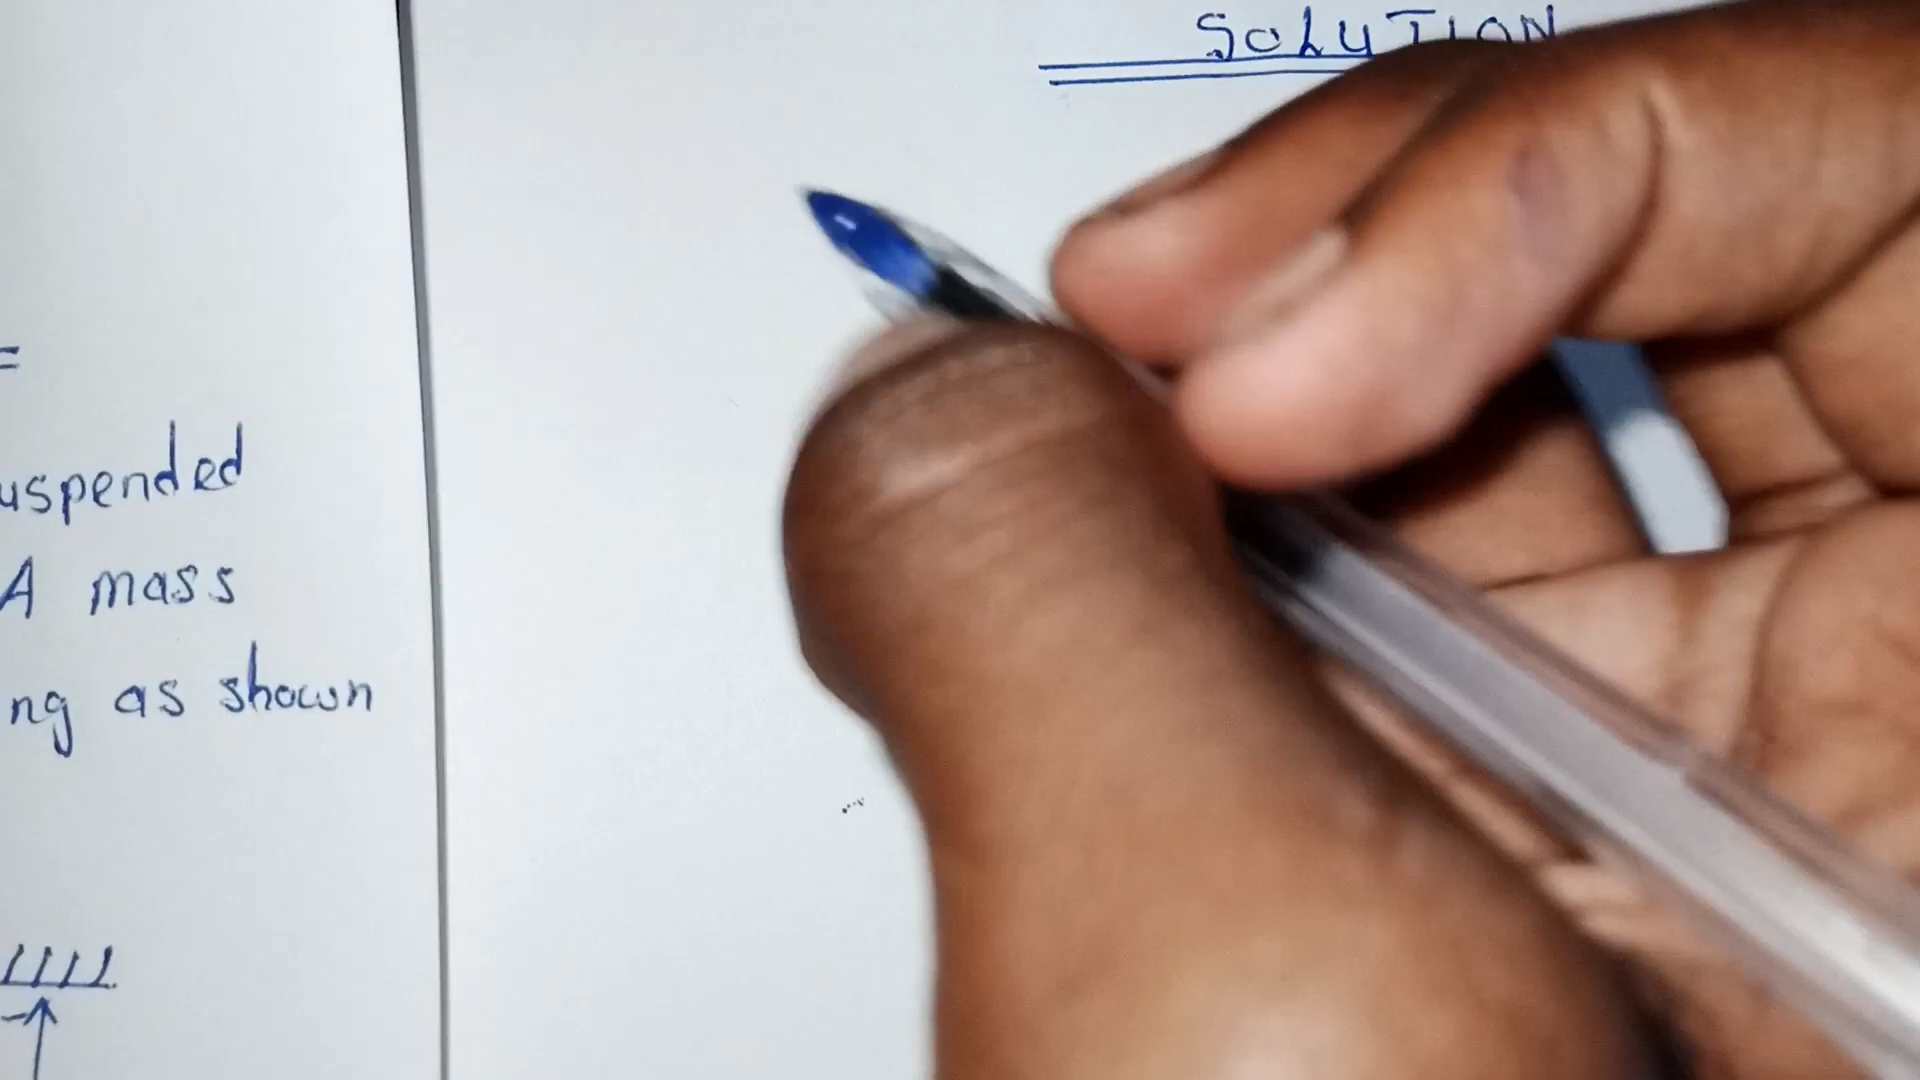 SOLUTION
=
uspended
A mass
ng as shown